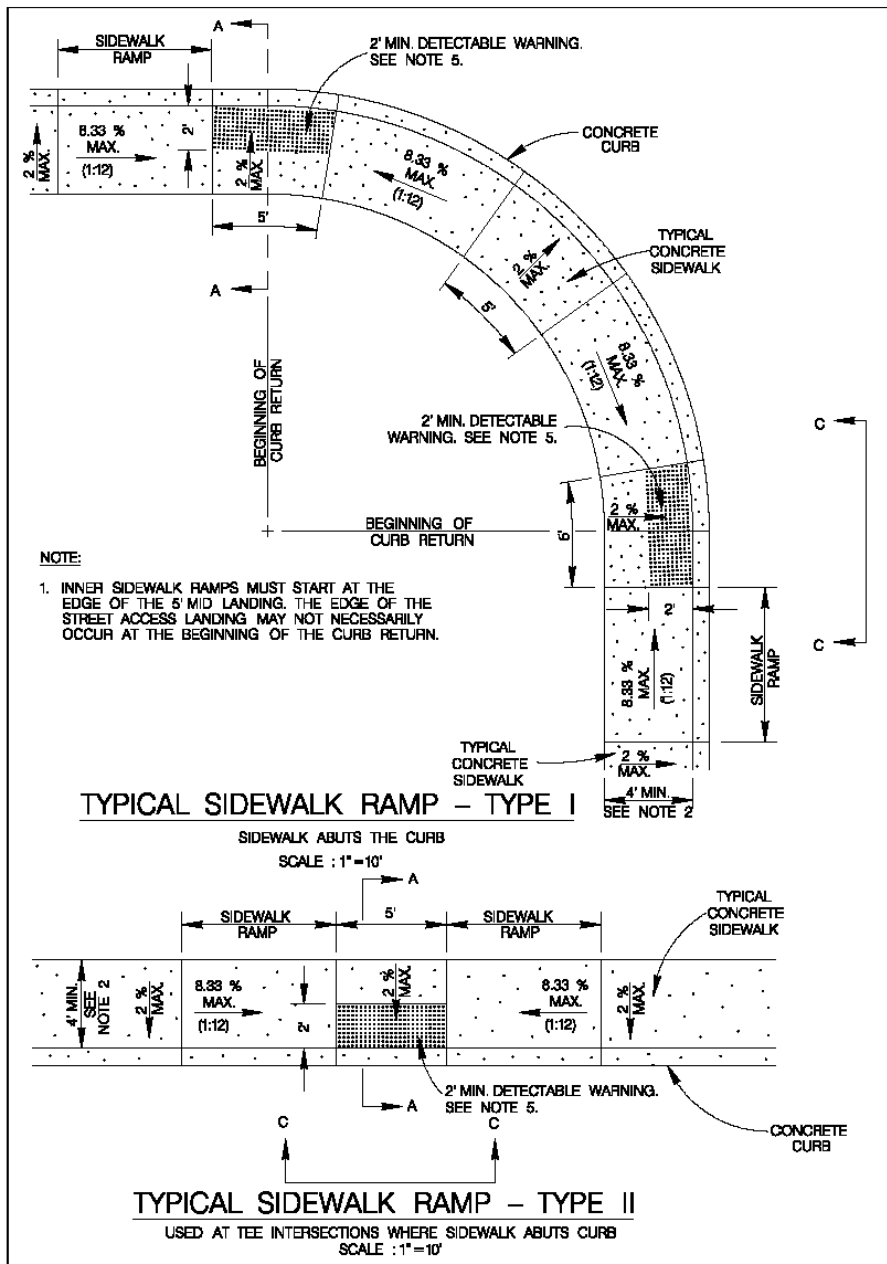 A
SIDEWALK
RAMP
2' MIN. DETECTABLE WARNING.
SEE NOTE 5.
CONCRETE
CURB
2 %
MAX.
8.33 %
MAX.
(1:12)
2'
2 %
MAX.
8.33 %
MAX.
(1:12)
5'
A
TYPICAL
CONCRETE
SIDEWALK
2 %
MAX.
5'
8.33 %
MAX.
(1:12)
BEGINNING OF
CURB RETURN
2' MIN. DETECTABLE
WARNING. SEE NOTE 5.
C
BEGINNING OF
CURB RETURN
2 %
MAX.
5'
NOTE:
1. INNER SIDEWALK RAMPS MUST START AT THE
EDGE OF THE 5' MID LANDING. THE EDGE OF THE
STREET ACCESS LANDING MAY NOT NECESSARILY
OCCUR AT THE BEGINNING OF THE CURB RETURN.
2'
C
8.33 %
MAX.
(1:12)
SIDEWALK
RAMP
TYPICAL
CONCRETE
SIDEWALK
2 %
MAX.
4' MIN.
SEE NOTE 2
TYPICAL SIDEWALK RAMP - TYPE I
SIDEWALK ABUTS THE CURB
SCALE : 1"=10'
A
SIDEWALK
RAMP
5'
SIDEWALK
RAMP
TYPICAL
CONCRETE
SIDEWALK
4' MIN.
SEE
NOTE 2
2 %
MAX.
8.33 %
MAX.
(1:12)
2'
2 %
MAX.
8.33 %
MAX.
(1:12)
2 %
MAX.
2' MIN. DETECTABLE WARNING.
SEE NOTE 5.
A
C
C
CONCRETE
CURB
TYPICAL SIDEWALK RAMP - TYPE II
USED AT TEE INTERSECTIONS WHERE SIDEWALK ABUTS CURB
SCALE : 1"=10'